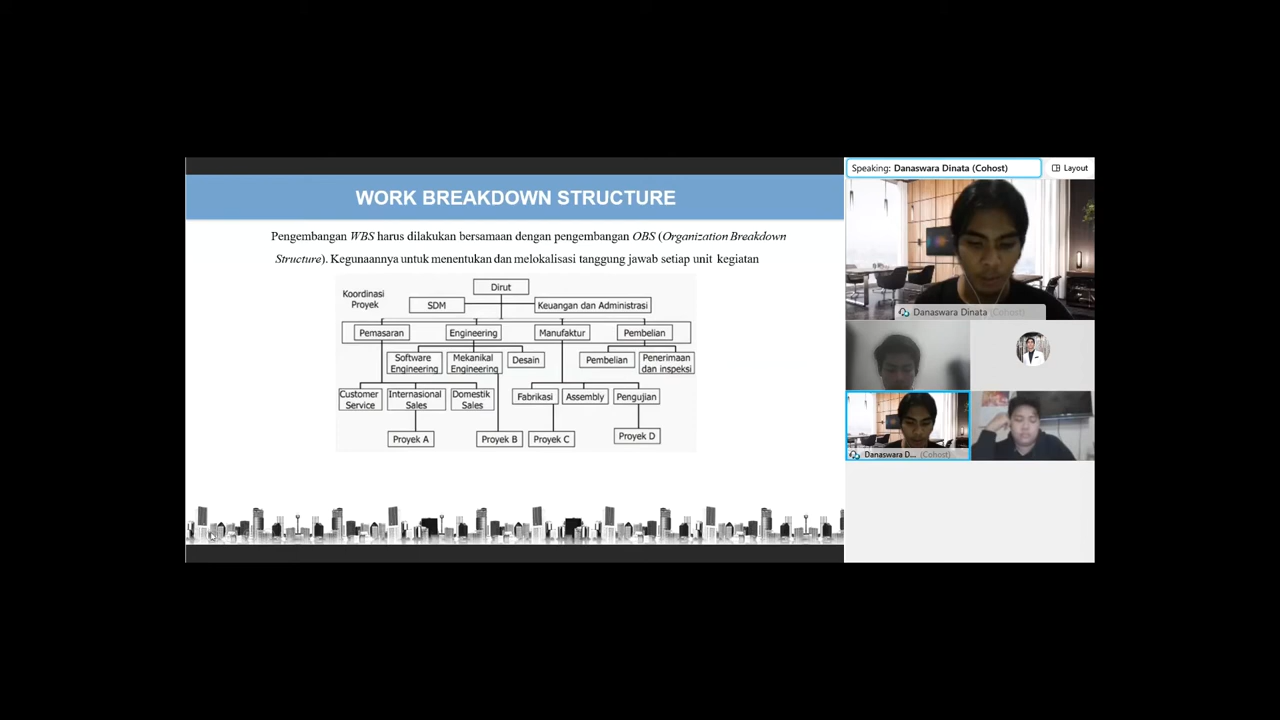 WORK BREAKDOWN STRUCTURE
Pengembangan WBS harus dilakukan bersamaan dengan pengembangan OBS (Organization Breakdown
Structure). Kegunaannya untuk menentukan dan melokalisasi tanggung jawab setiap unit kegiatan
Dirut
Koordinasi
Proyek
SDM
Keuangan dan Administrasi
Pemasaran
Engineering
Manufaktur
Pembelian
Software
Engineering
Mekanikal
Engineering
Desain
Pembelian
Penerimaan
dan inspeksi
Customer
Service
Internasional
Sales
Domestik
Sales
Fabrikasi
Assembly
Pengujian
Proyek A
Proyek B
Proyek C
Proyek D
Speaking: Danaswara Dinata (Cohost)
Layout
Danaswara Dinata (Cohost)
Danaswara D... (Cohost)